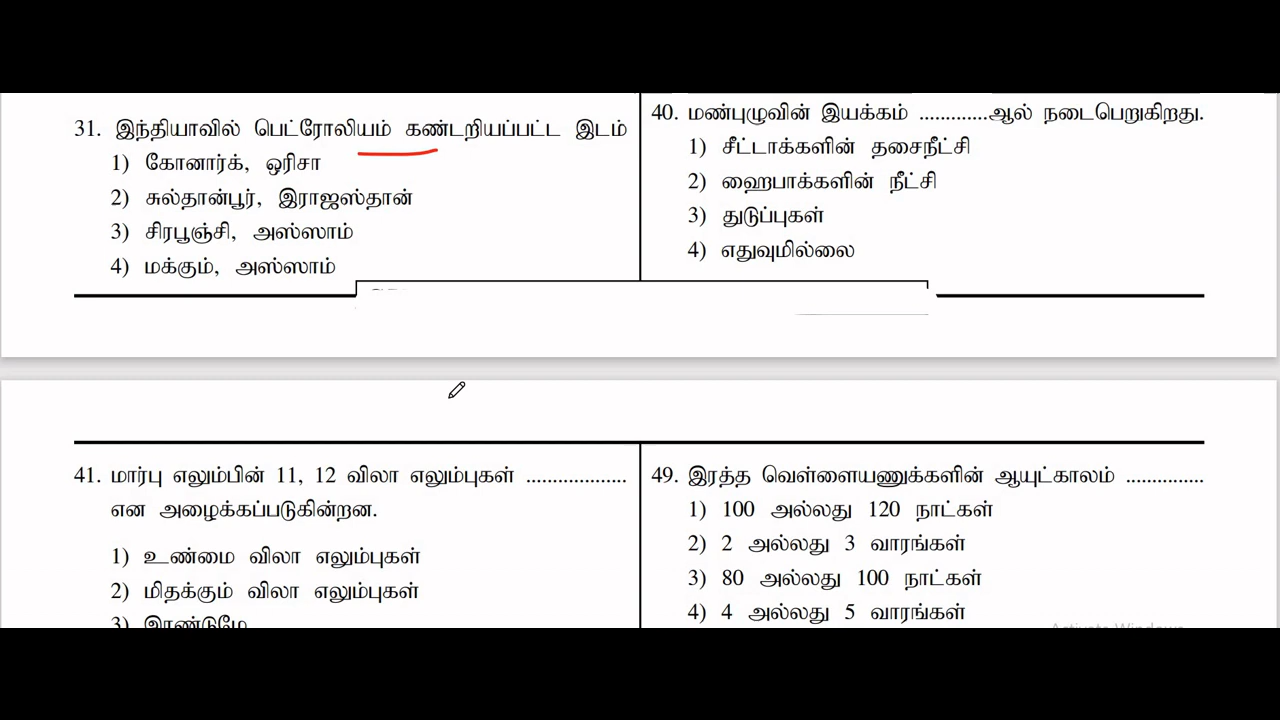 31. இந்தியாவில் பெட்ரோலியம் கண்டறியப்பட்ட இடம்
1) கோனார்க், ஒரிசா
2) சுல்தான்பூர், இராஜஸ்தான்
3) சிரபூஞ்சி, அஸ்ஸாம்
4) மக்கும், அஸ்ஸாம்
40. மண்புழுவின் இயக்கம் .............ஆல் நடைபெறுகிறது.
1) சீட்டாக்களின் தசைநீட்சி
2) ஹைபாக்களின் நீட்சி
3) துடுப்புகள்
4) எதுவுமில்லை
41. மார்பு எலும்பின் 11, 12 விலா எலும்புகள் ...................
என அழைக்கப்படுகின்றன.
1) உண்மை விலா எலும்புகள்
2) மிதக்கும் விலா எலும்புகள்
3) இரண்டுமே
49. இரத்த வெள்ளையணுக்களின் ஆயுட்காலம் ...............
1) 100 அல்லது 120 நாட்கள்
2) 2 அல்லது 3 வாரங்கள்
3) 80 அல்லது 100 நாட்கள்
4) 4 அல்லது 5 வாரங்கள்